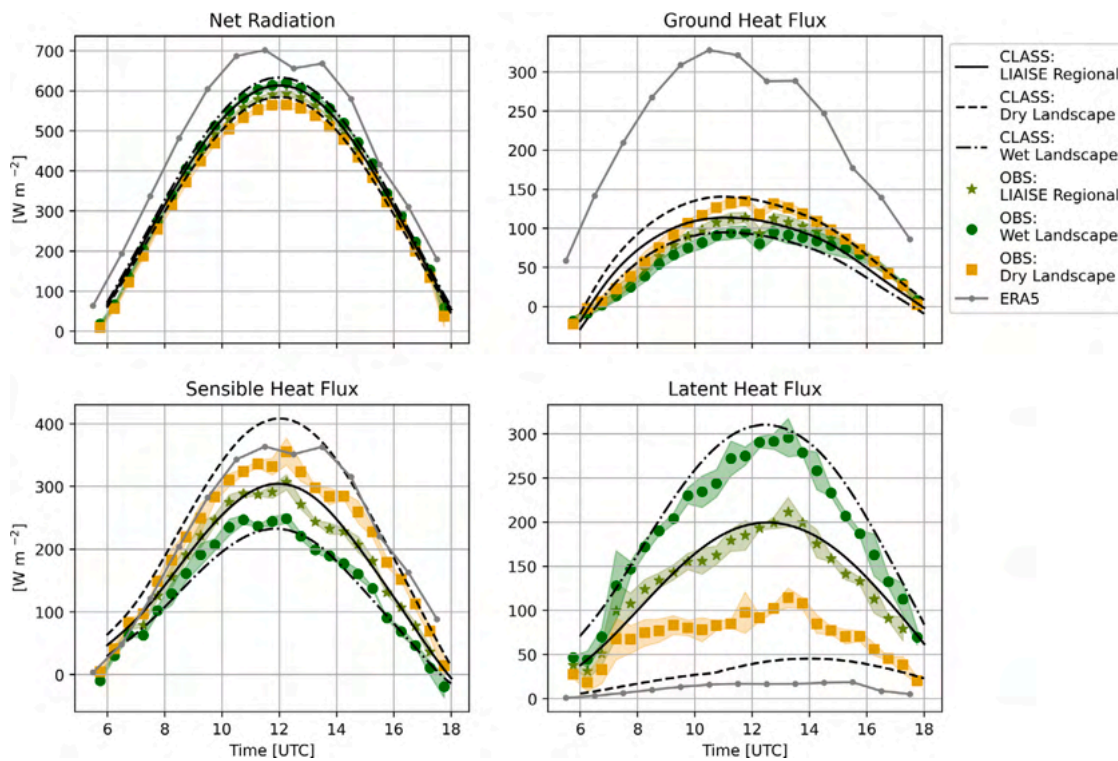 Net Radiation
700
600
500
400
300
200
100
0
[W m⁻²]
Ground Heat Flux
300
250
200
150
100
50
0
CLASS:
LIAISE Regional
CLASS:
Dry Landscape
CLASS:
Wet Landscape
OBS:
LIAISE Regional
OBS:
Wet Landscape
OBS:
Dry Landscape
ERA5
Sensible Heat Flux
400
300
200
100
0
[W m⁻²]
6 8 10 12 14 16 18
Time [UTC]
Latent Heat Flux
300
250
200
150
100
50
0
6 8 10 12 14 16 18
Time [UTC]